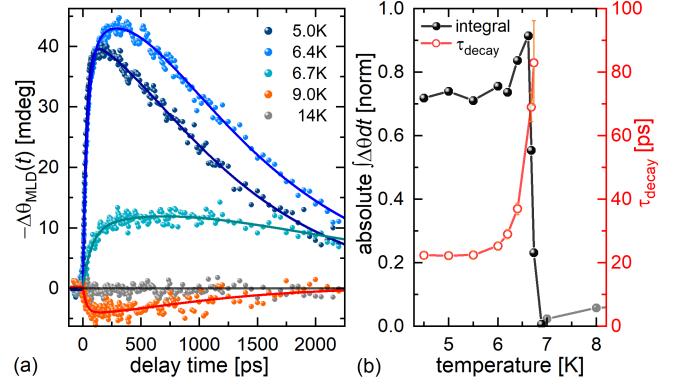 5.0K
6.4K
6.7K
9.0K
14K
40
30
20
10
0
−Δθ_MLD(t) [mdeg]
0 500 1000 1500 2000
(a) delay time [ps]
integral
τ_decay
1.0
0.8
0.6
0.4
0.2
0.0
absolute ∫Δθdt [norm]
100
80
60
40
20
0
τ_decay [ps]
5 6 7 8
(b) temperature [K]